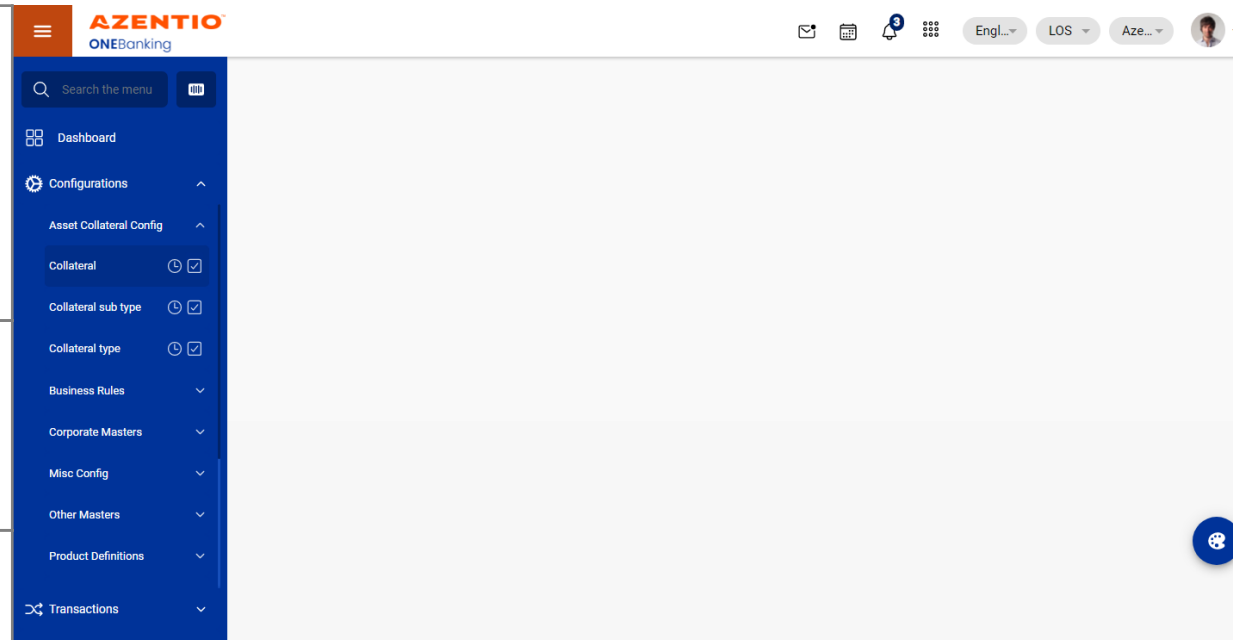 AZENTIO
ONEBanking
3
Engl...
LOS
Aze...
Search the menu
Dashboard
Configurations
Asset Collateral Config
Collateral
Collateral sub type
Collateral type
Business Rules
Corporate Masters
Misc Config
Other Masters
Product Definitions
Transactions